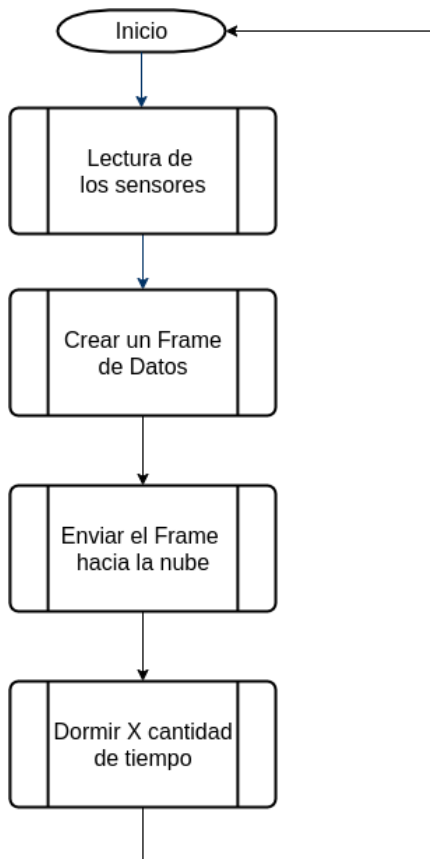 Inicio
Lectura de
los sensores
Crear un Frame
de Datos
Enviar el Frame
hacia la nube
Dormir X cantidad
de tiempo